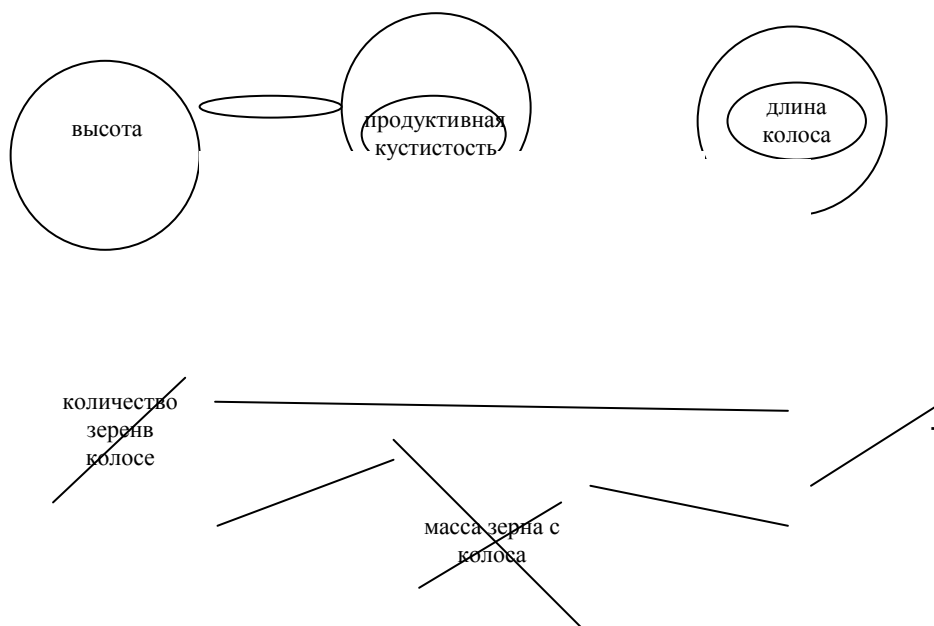 высота
продуктивная
кустистость
длина
колоса
количество
зеренв
колосе
масса зерна с
колоса